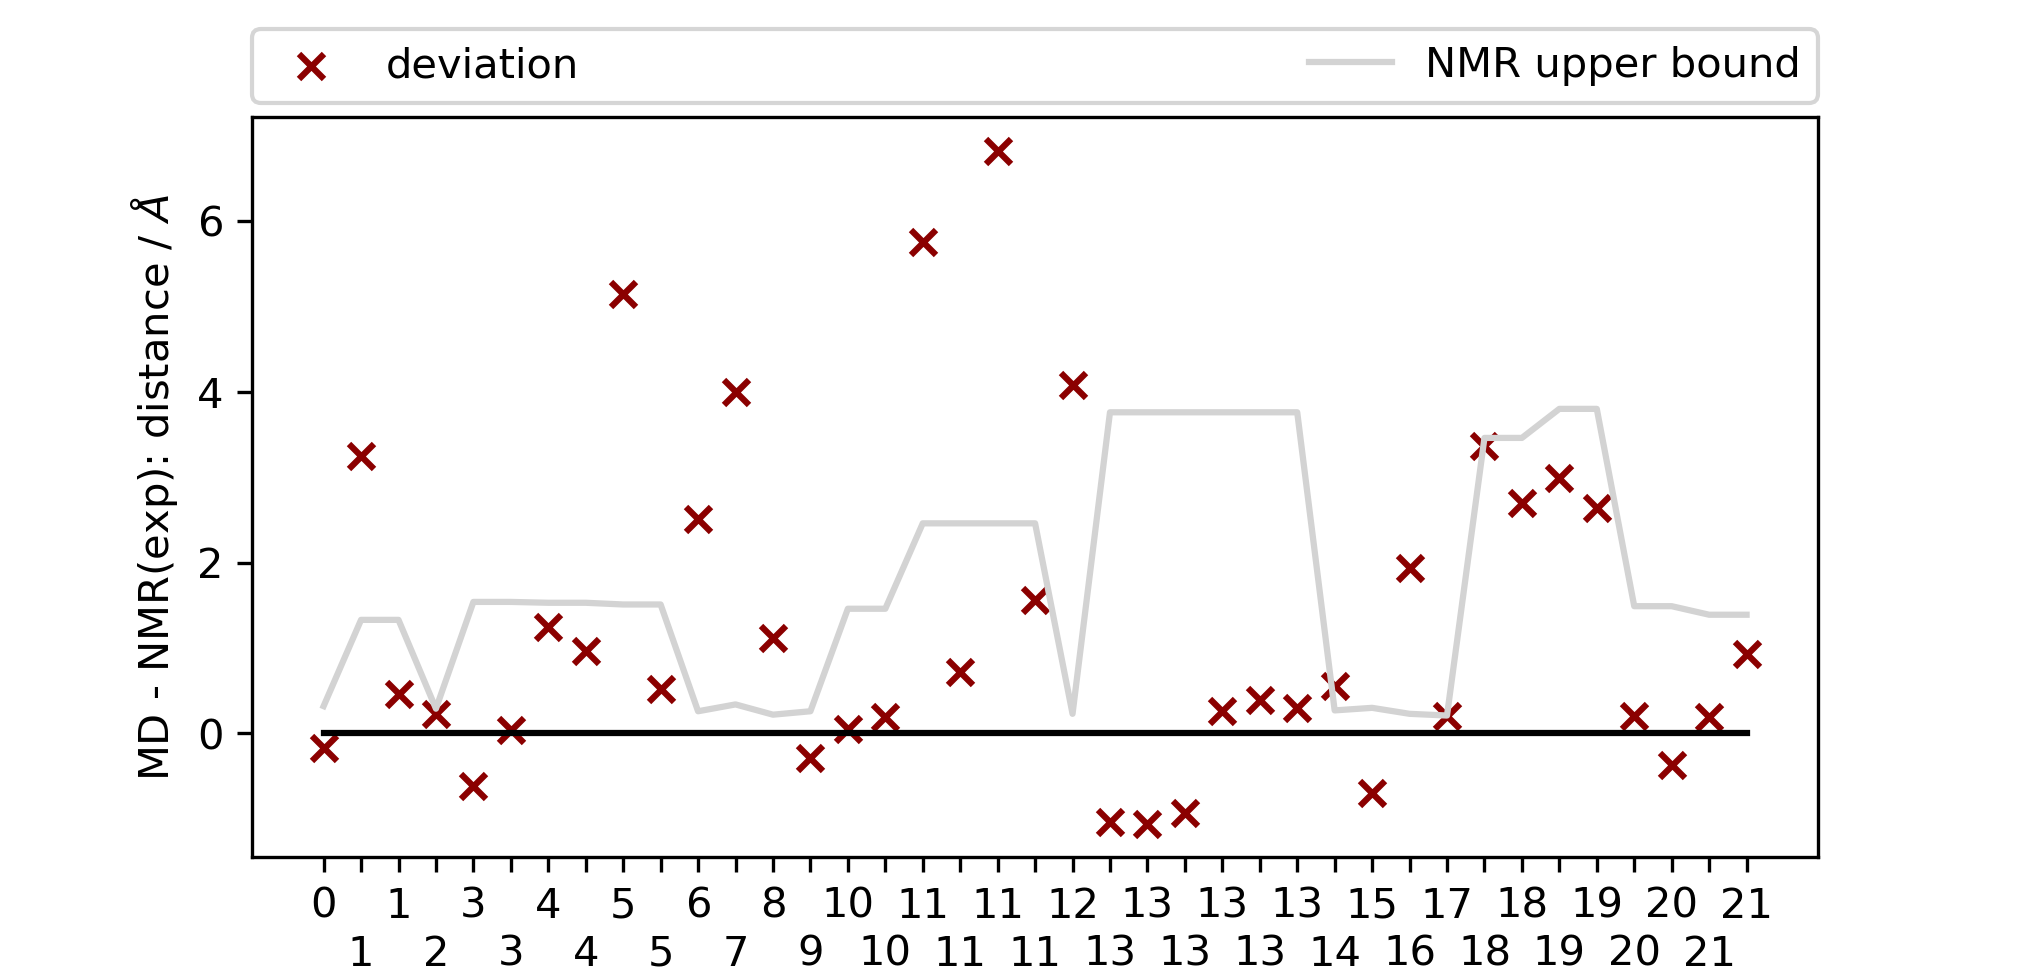 deviation NMR upper bound
MD - NMR(exp): distance / Å
6
4
2
0
0 1 3 4 5 6 8 10 11 11 12 13 13 13 15 17 18 19 20 21
1 2 3 4 5 7 9 10 11 11 13 13 13 14 16 18 19 20 21